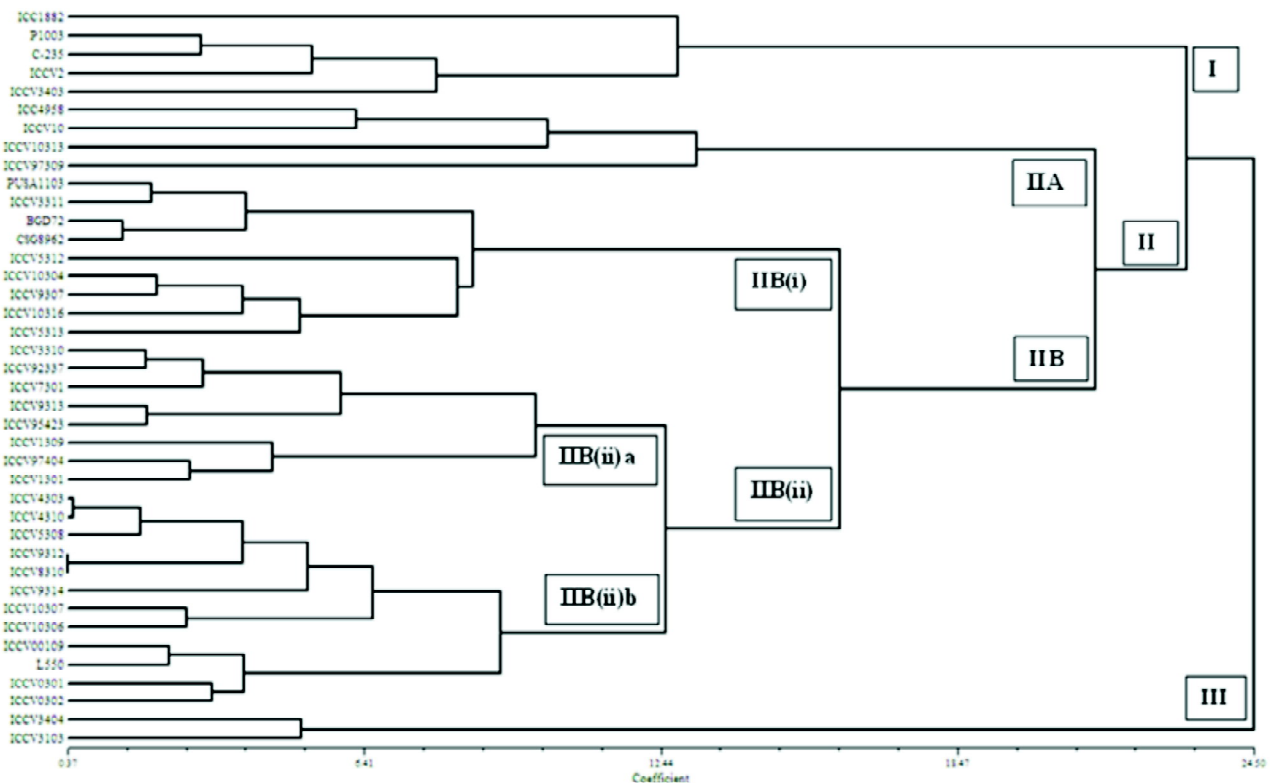 ICC1882
P1003
C-235
ICCV2
ICCV3403
ICC4958
ICCV10
ICCV10313
ICCV97309
PUSA1103
ICCV3311
BGD72
CSG8962
ICCV5312
ICCV10304
ICCV9307
ICCV10316
ICCV5313
ICCV3310
ICCV92337
ICCV7301
ICCV9313
ICCV95423
ICCV1309
ICCV97404
ICCV1301
ICCV4303
ICCV4310
ICCV5308
ICCV9312
ICCV8310
ICCV9314
ICCV10307
ICCV10306
ICCV00109
L550
ICCV0301
ICCV0302
ICCV3404
ICCV3103
I
IIA
II
IIB(i)
IIB
IIB(ii) a
IIB(ii)
IIB(ii)b
III
0.37 6.41 12.44 18.47 24.50
Coefficient